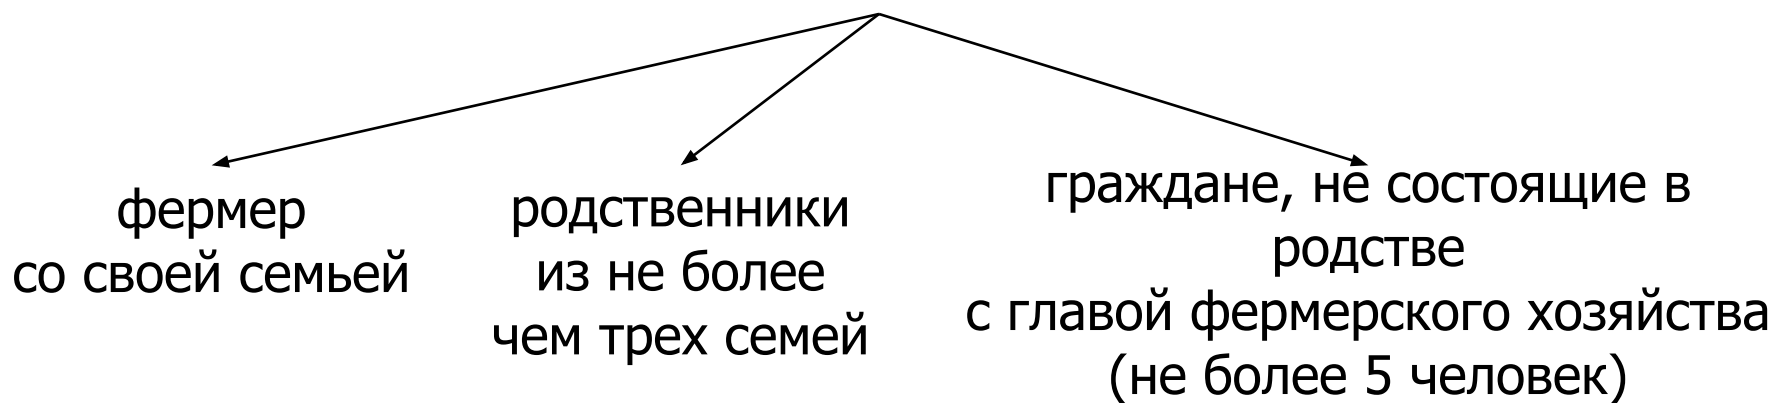 фермер
со своей семьей
родственники
из не более
чем трех семей
граждане, не состоящие в
родстве
с главой фермерского хозяйства
(не более 5 человек)